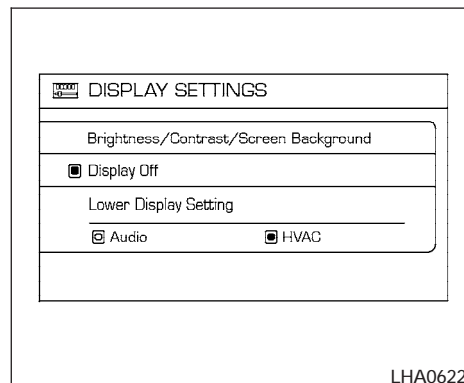 DISPLAY SETTINGS
Brightness/Contrast/Screen Background
Display Off
Lower Display Setting
Audio HVAC
LHA0622